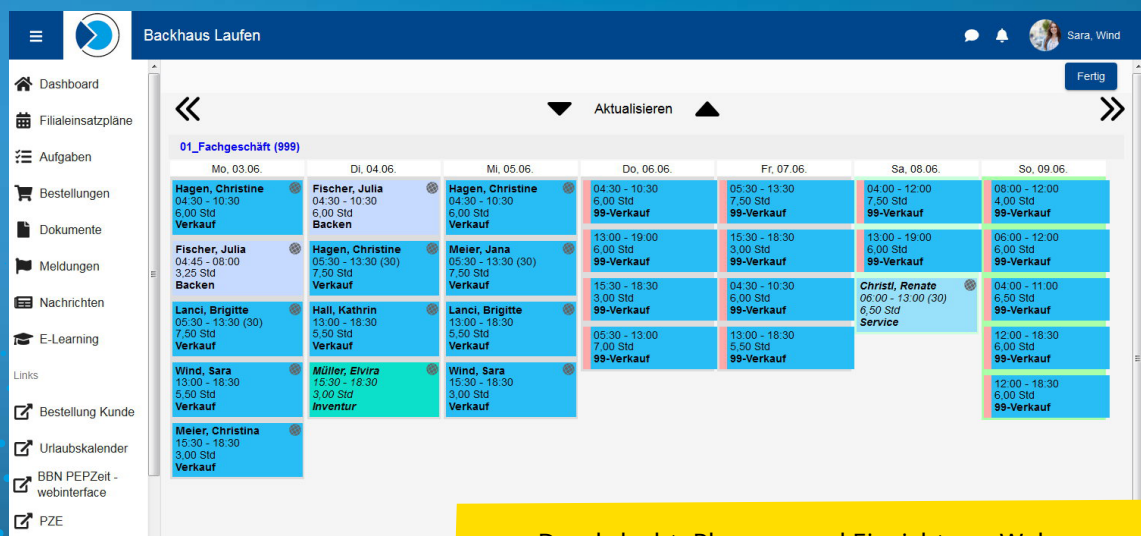 Backhaus Laufen
Sara, Wind
Dashboard
Filialeinsatzpläne
Aufgaben
Bestellungen
Dokumente
Meldungen
Nachrichten
E-Learning
Links
Bestellung Kunde
Urlaubskalender
BBN PEPZeit -
webinterface
PZE
Fertig
Aktualisieren
01_Fachgeschäft (999)
Mo, 03.06.
Hagen, Christine
04:30 - 10:30
6,00 Std
Verkauf
Fischer, Julia
04:45 - 08:00
3,25 Std
Backen
Lanci, Brigitte
05:30 - 13:30 (30)
7,50 Std
Verkauf
Wind, Sara
13:00 - 18:30
5,50 Std
Verkauf
Meier, Christina
15:30 - 18:30
3,00 Std
Verkauf
Di, 04.06.
Fischer, Julia
04:30 - 10:30
6,00 Std
Backen
Hagen, Christine
05:30 - 13:30 (30)
7,50 Std
Verkauf
Hall, Kathrin
13:00 - 18:30
5,50 Std
Verkauf
Müller, Elvira
15:30 - 18:30
3,00 Std
Inventur
Mi, 05.06.
Hagen, Christine
04:30 - 10:30
6,00 Std
Verkauf
Meier, Jana
05:30 - 13:30 (30)
7,50 Std
Verkauf
Lanci, Brigitte
13:00 - 18:30
5,50 Std
Verkauf
Wind, Sara
15:30 - 18:30
3,00 Std
Verkauf
Do, 06.06.
04:30 - 10:30
6,00 Std
99-Verkauf
13:00 - 19:00
6,00 Std
99-Verkauf
15:30 - 18:30
3,00 Std
99-Verkauf
05:30 - 13:00
7,00 Std
99-Verkauf
Fr, 07.06.
05:30 - 13:30
7,50 Std
99-Verkauf
15:30 - 18:30
3,00 Std
99-Verkauf
04:30 - 10:30
6,00 Std
99-Verkauf
13:00 - 18:30
5,50 Std
99-Verkauf
Sa, 08.06.
04:00 - 12:00
7,50 Std
99-Verkauf
13:00 - 19:00
6,00 Std
99-Verkauf
Christl, Renate
06:00 - 13:00 (30)
6,50 Std
Service
So, 09.06.
08:00 - 12:00
4,00 Std
99-Verkauf
06:00 - 12:00
6,00 Std
99-Verkauf
04:00 - 11:00
6,50 Std
99-Verkauf
12:00 - 18:30
6,00 Std
99-Verkauf
12:00 - 18:30
6,00 Std
99-Verkauf